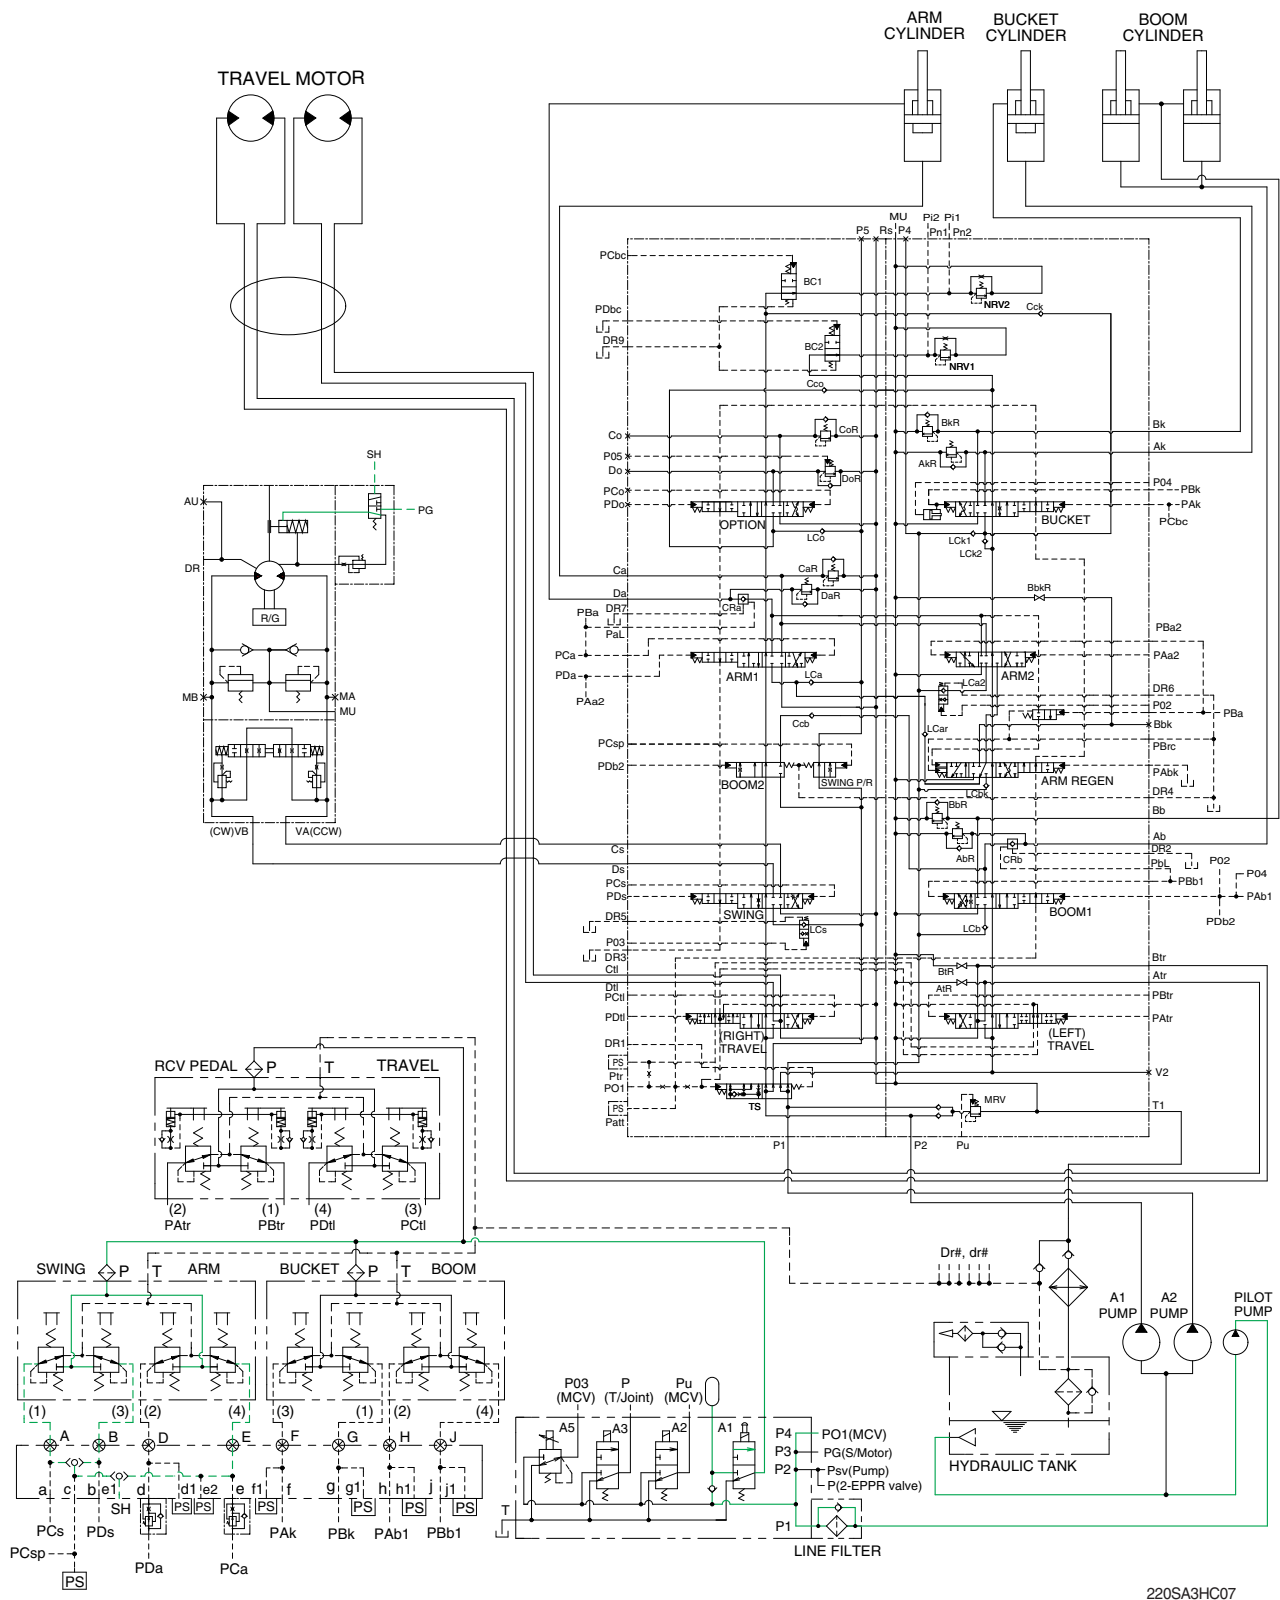 ARM
CYLINDER
BUCKET
CYLINDER
BOOM
CYLINDER
TRAVEL MOTOR
MU
Pi2 Pi1
P5 Rs P4 Pn1 Pn2
PCbc
BC1
NRV2
Cck
PDbc
DR9
BC2
NRV1
Cco
Co
CoR
BkR
Bk
P05
AkR
Ak
Do
DoR
P04
PCo
PBk
PDo
PAk
OPTION
BUCKET
PCbc
LCo
LCk1
LCk2
SH
AU
PG
DR
R/G
MB
MA
MU
(CW)VB
VA(CCW)
Ca
CaR
Da
DaR
CRa
BbkR
PBa
DR7
PaL
PBa2
PCa
PAa2
PDa
ARM1
ARM2
LCa
LCa2
DR6
PAa2
P02
Ccb
PBa
LCar
Bbk
PCsp
PBrc
PDb2
PAbk
BOOM2
SWING P/R
ARM REGEN
LCbk
DR4
BbR
Bb
AbR
CRb
Ab
Cs
DR2
Ds
PbL
P02
PCs
PBb1
P04
PDs
PAb1
SWING
BOOM1
PDb2
DR5
LCs
LCb
P03
DR3
Btr
Ctl
BtR
Atr
Dtl
AtR
PCtl
PBtr
PDtl
PAtr
(RIGHT)
TRAVEL
(LEFT)
TRAVEL
DR1
PS
Ptr
V2
PO1
PS
TS
MRV
T1
Patt
P1
P2
Pu
RCV PEDAL
P
T
TRAVEL
(2)
(1)
(4)
(3)
PAtr
PBtr
PDtl
PCtl
SWING
P
T
ARM
BUCKET
P
T
BOOM
(1)
(3)
(2)
(4)
(3)
(1)
(2)
(4)
A
B
D
E
F
G
H
J
a
c
b
e1
d
d1
e2
e
f1
f
g
g1
h
h1
j
j1
SH
PS
PS
PS
PS
PS
PS
PCs
PDs
PAk
PBk
PAb1
PBb1
PCsp
PDa
PCa
PS
P03
(MCV)
P
(T/Joint)
Pu
(MCV)
A5
A3
A2
A1
P4
PO1(MCV)
P3
PG(S/Motor)
P2
Psv(Pump)
P(2-EPPR valve)
T
P1
LINE FILTER
Dr#, dr#
A1
PUMP
A2
PUMP
PILOT
PUMP
HYDRAULIC TANK
220SA3HC07